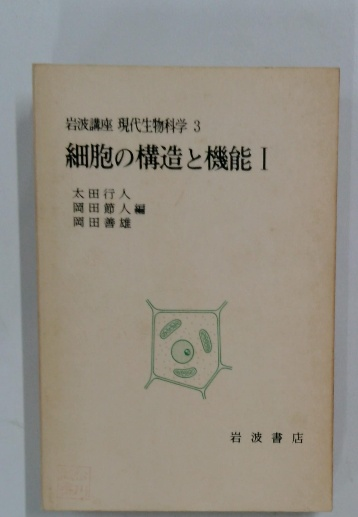 岩波講座 現代生物科学 3
細胞の構造と機能 I
太田行人
岡田節人編
岡田善雄
岩波書店